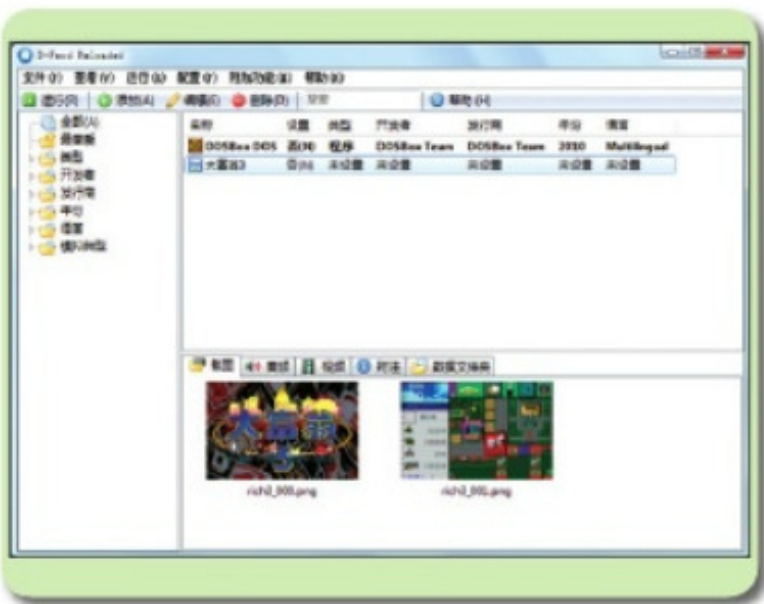 D-Fend Reloaded
文件(F) 查看(V) 运行(R) 配置(P) 附加功能(E) 帮助(H)
运行(R) 添加(A) 编辑(E) 删除(D) 搜索 帮助(H)
全部(A)
最喜爱
类型
开发者
发行商
年份
语言
模拟类型
名称 设置 类型 开发者 发行商 年份 语言
DOSBox DOS 否(N) 程序 DOSBox Team DOSBox Team 2010 Multilingual
大富翁3 否(N) 未设置 未设置 未设置 未设置 未设置
截图 音频 视频 附注 数据文件夹
大富翁
rich3_000.png
rich3_001.png